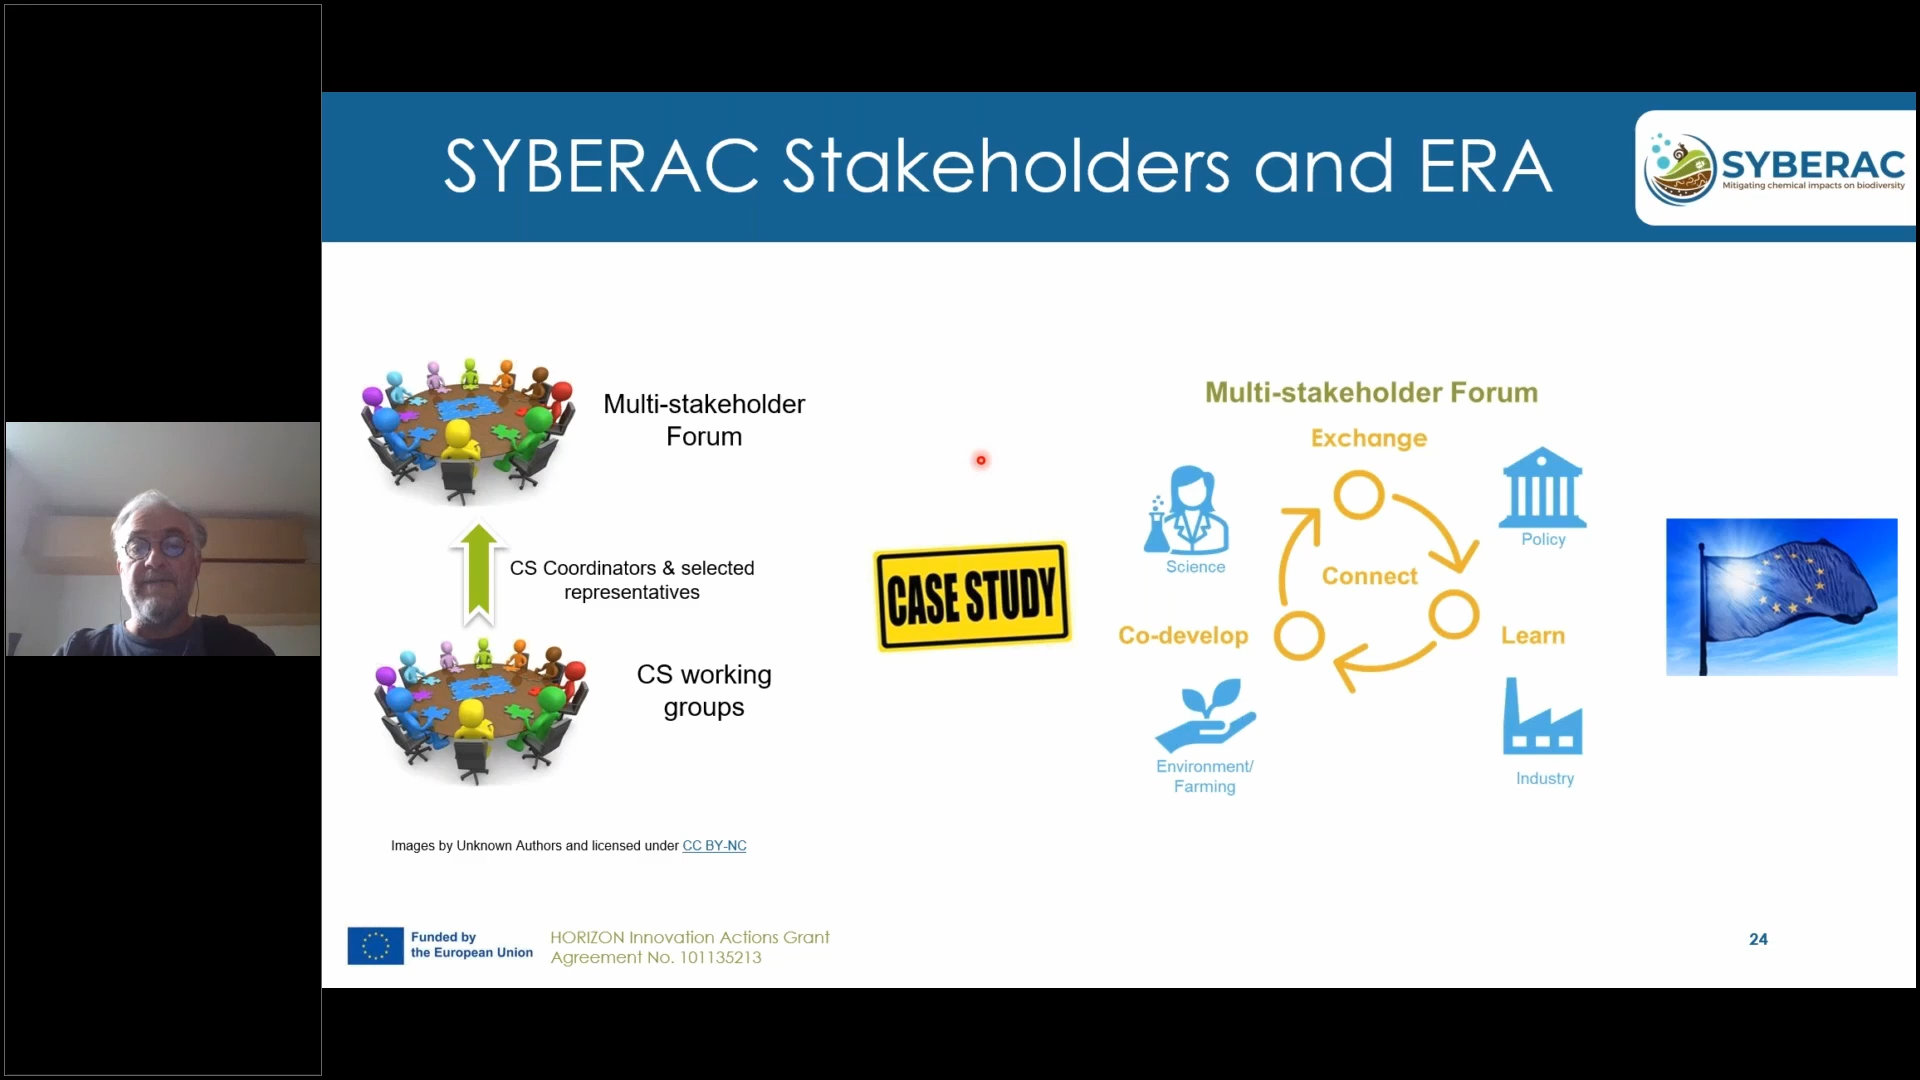 SYBERAC Stakeholders and ERA
SYBERAC
Mitigating chemical impacts on biodiversity
Multi-stakeholder
Forum
CS Coordinators & selected
representatives
CS working
groups
Images by Unknown Authors and licensed under CC BY-NC
CASE STUDY
Multi-stakeholder Forum
Exchange
Science
Policy
Connect
Co-develop
Learn
Environment/
Farming
Industry
Funded by
the European Union
HORIZON Innovation Actions Grant
Agreement No. 101135213
24